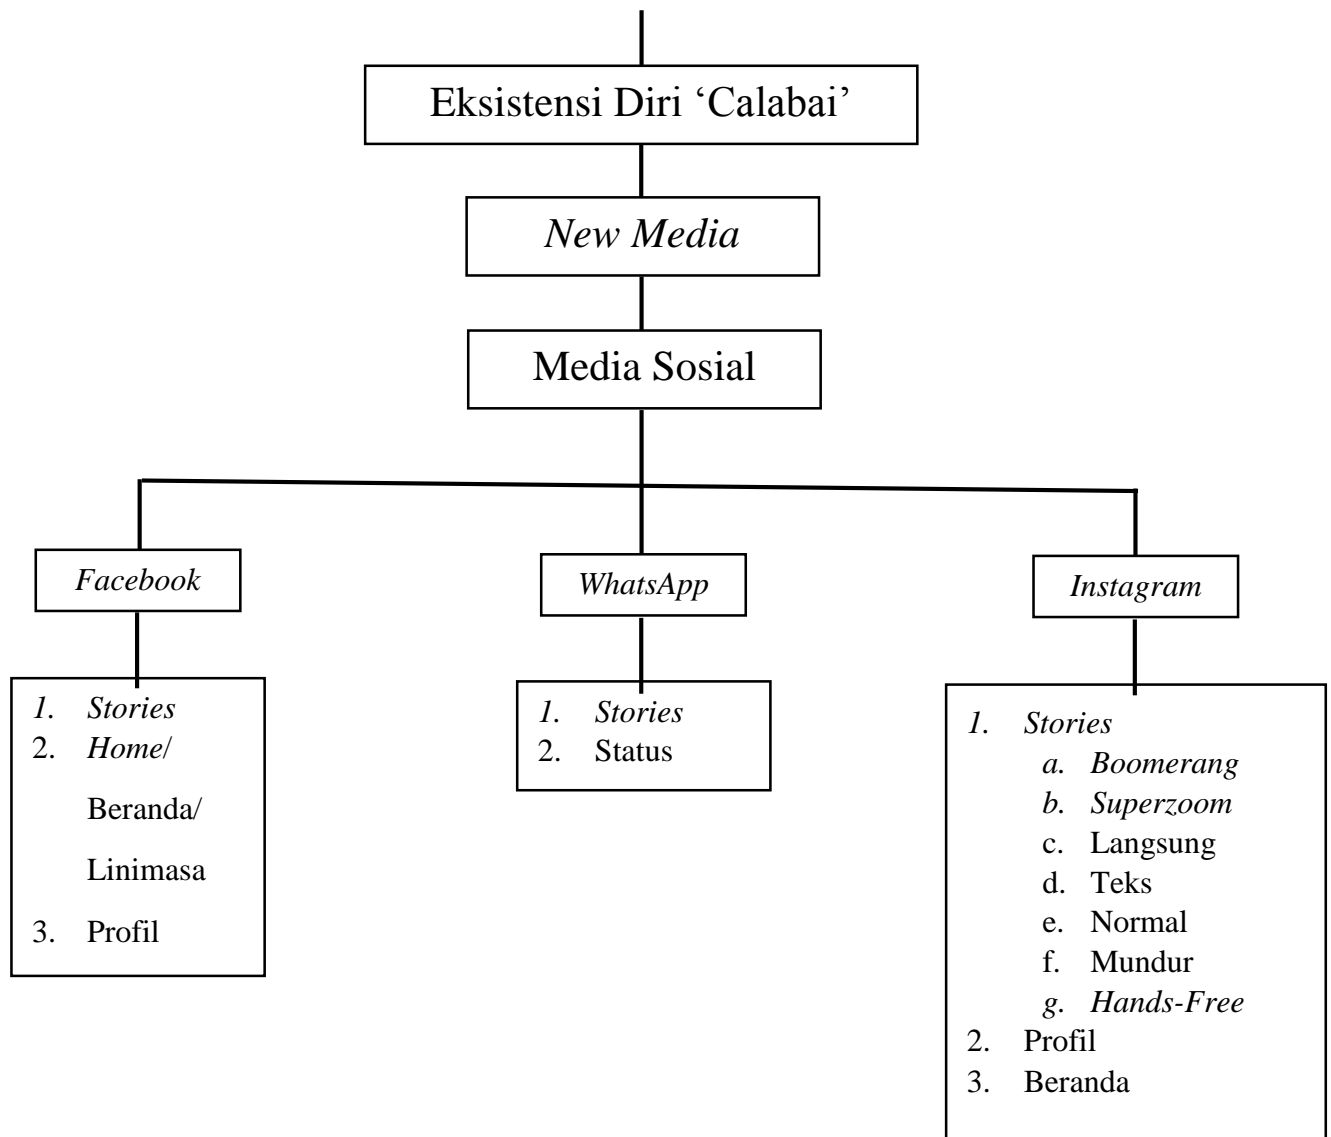 Eksistensi Diri ‘Calabai’
New Media
Media Sosial
Facebook
WhatsApp
Instagram
1. Stories
2. Home/
Beranda/
Linimasa
3. Profil
1. Stories
2. Status
1. Stories
a. Boomerang
b. Superzoom
c. Langsung
d. Teks
e. Normal
f. Mundur
g. Hands-Free
2. Profil
3. Beranda